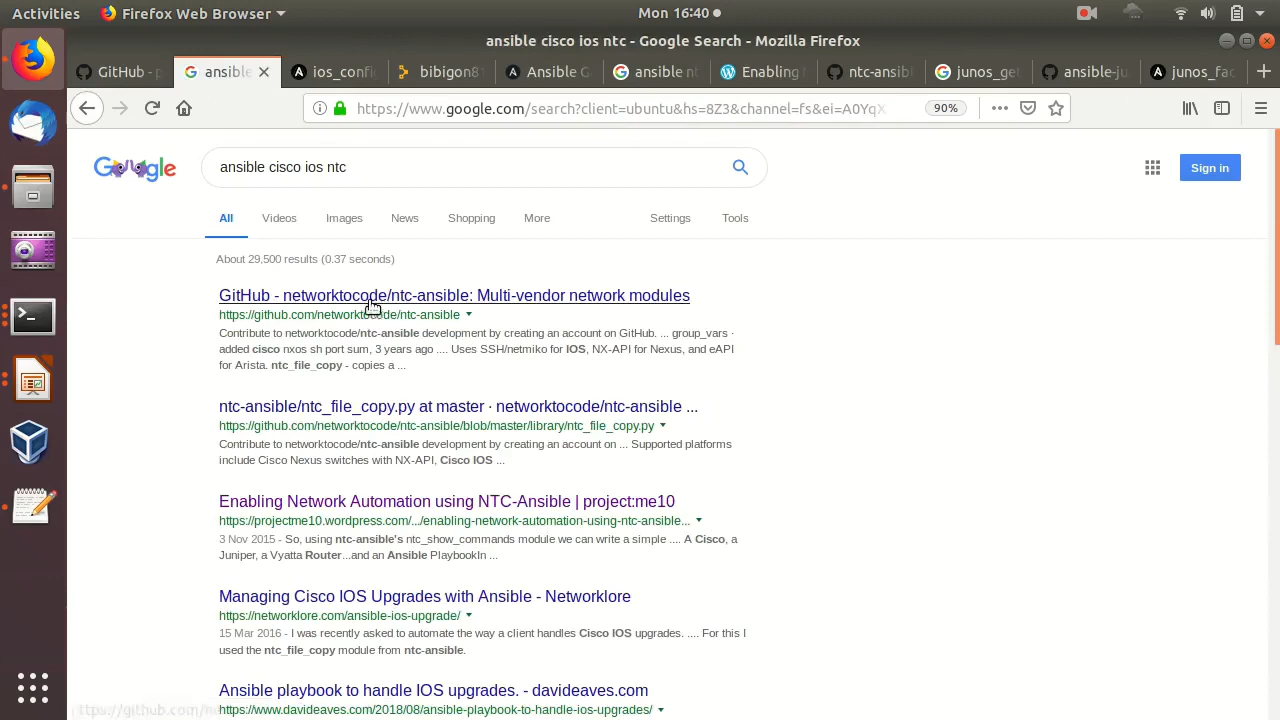 Activities Firefox Web Browser Mon 16:40
ansible cisco ios ntc - Google Search - Mozilla Firefox
GitHub - ansible ios_config bibigon8 Ansible G ansible nt Enabling ntc-ansib junos_get ansible-ju junos_fac
https://www.google.com/search?client=ubuntu&hs=8Z3&channel=fs&ei=A0YqX 90%
Google ansible cisco ios ntc Sign in
All Videos Images News Shopping More Settings Tools
About 29,500 results (0.37 seconds)
GitHub - networktocode/ntc-ansible: Multi-vendor network modules
https://github.com/networktocode/ntc-ansible
Contribute to networktocode/ntc-ansible development by creating an account on GitHub. ... group_vars ·
added cisco nxos sh port sum, 3 years ago .... Uses SSH/netmiko for IOS, NX-API for Nexus, and eAPI
for Arista. ntc_file_copy - copies a ...
ntc-ansible/ntc_file_copy.py at master · networktocode/ntc-ansible ...
https://github.com/networktocode/ntc-ansible/blob/master/library/ntc_file_copy.py
Contribute to networktocode/ntc-ansible development by creating an account on ... Supported platforms
include Cisco Nexus switches with NX-API, Cisco IOS ...
Enabling Network Automation using NTC-Ansible | project:me10
https://projectme10.wordpress.com/.../enabling-network-automation-using-ntc-ansible...
3 Nov 2015 - So, using ntc-ansible's ntc_show_commands module we can write a simple .... A Cisco, a
Juniper, a Vyatta Router...and an Ansible PlaybookIn ...
Managing Cisco IOS Upgrades with Ansible - Networklore
https://networklore.com/ansible-ios-upgrade/
15 Mar 2016 - I was recently asked to automate the way a client handles Cisco IOS upgrades. .... For this I
used the ntc_file_copy module from ntc-ansible.
Ansible playbook to handle IOS upgrades. - davideaves.com
https://www.davideaves.com/2018/08/ansible-playbook-to-handle-ios-upgrades/